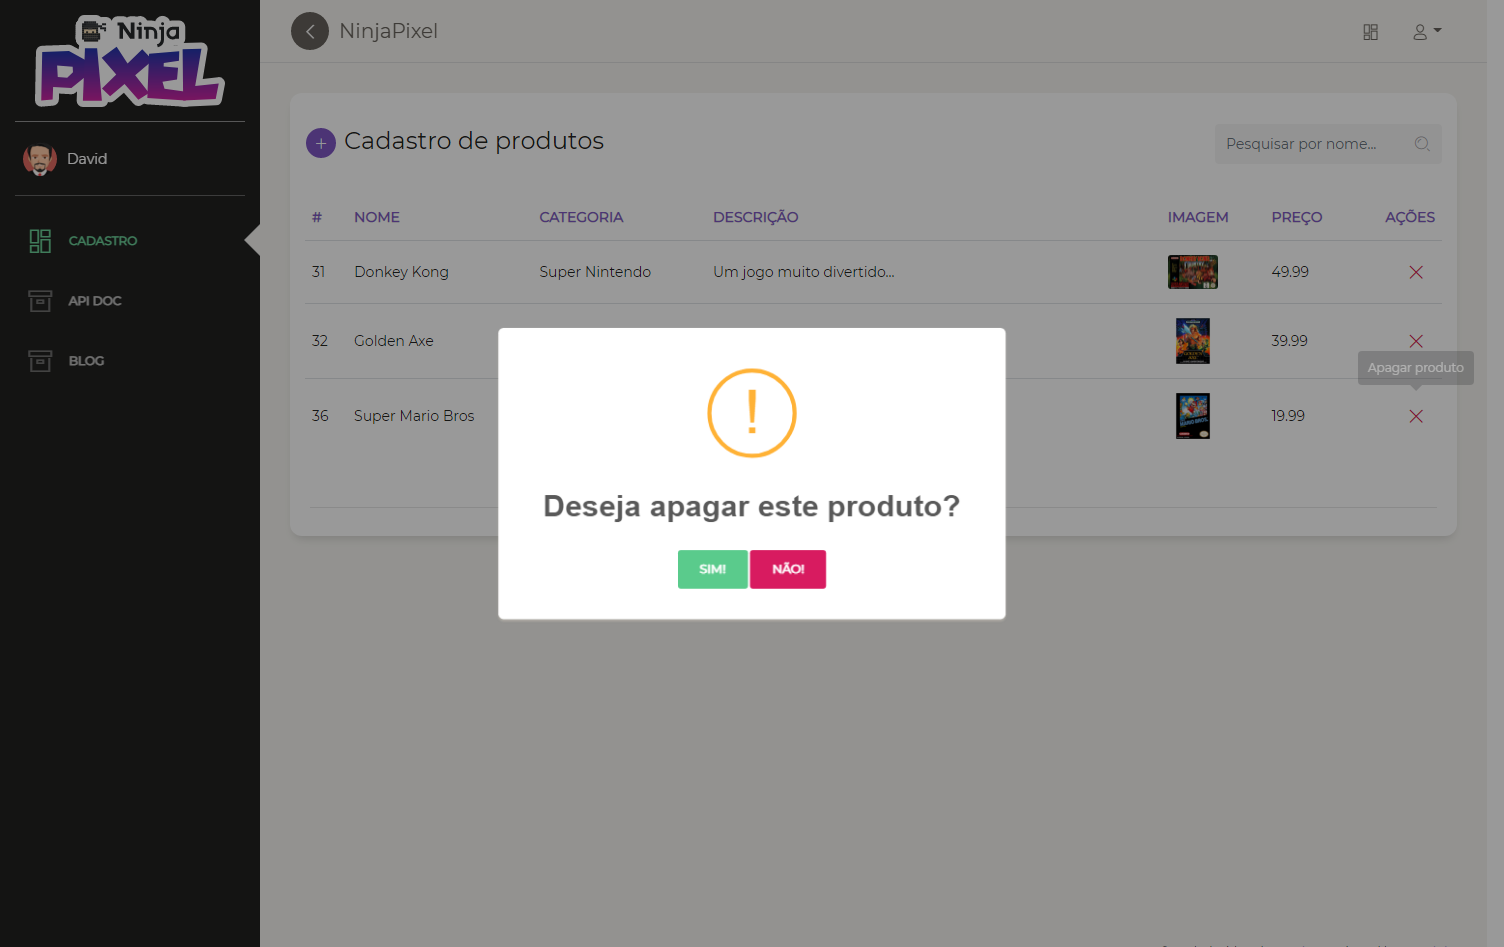 Ninja
PIXEL
NinjaPixel
David
CADASTRO
API DOC
BLOG
+ Cadastro de produtos
Pesquisar por nome...
# NOME CATEGORIA DESCRIÇÃO IMAGEM PREÇO AÇÕES
31 Donkey Kong Super Nintendo Um jogo muito divertido... 49.99
32 Golden Axe 39.99
Apagar produto
36 Super Mario Bros 19.99
!
Deseja apagar este produto?
SIM! NÃO!